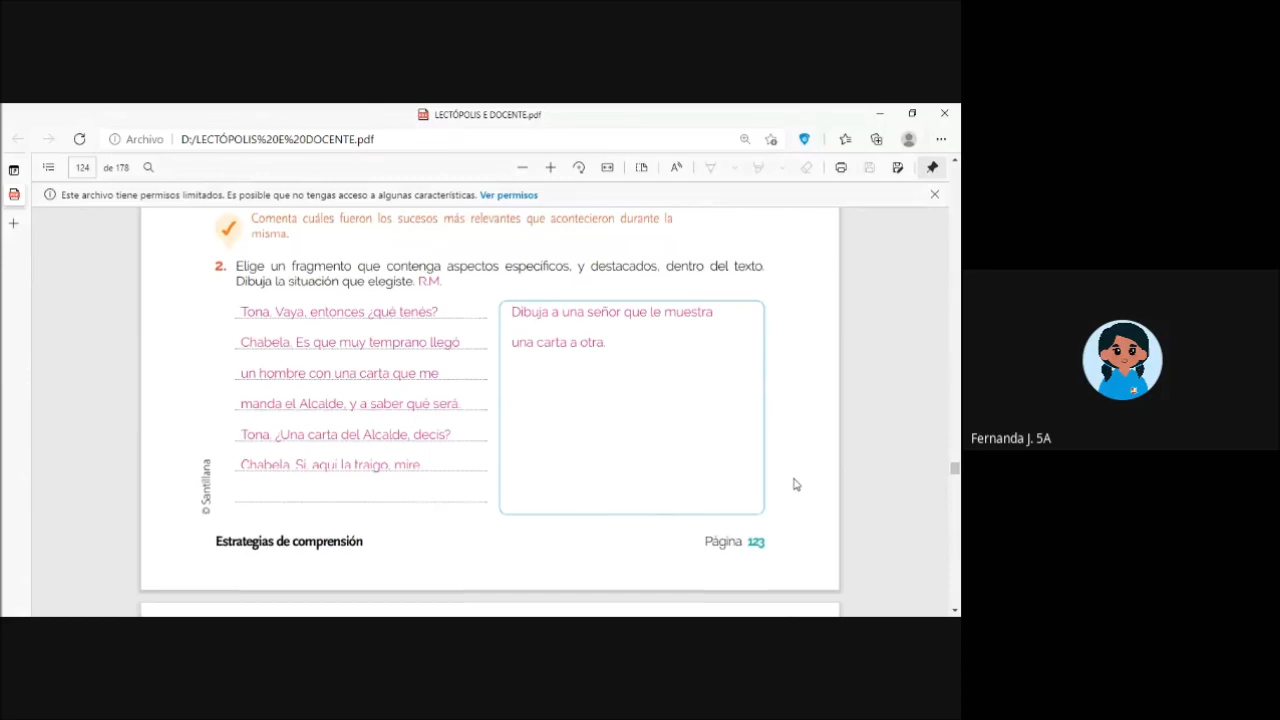 LECTÓPOLIS E DOCENTE.pdf
Archivo D:/LECTÓPOLIS%20E%20DOCENTE.pdf
124 de 178
Este archivo tiene permisos limitados. Es posible que no tengas acceso a algunas características. Ver permisos
Comenta cuáles fueron los sucesos más relevantes que acontecieron durante la
misma.
2. Elige un fragmento que contenga aspectos específicos, y destacados, dentro del texto.
Dibuja la situación que elegiste. R.M.
Tona. Vaya, entonces ¿qué tenés?
Chabela. Es que muy temprano llegó
un hombre con una carta que me
manda el Alcalde, y a saber qué será.
Tona. ¿Una carta del Alcalde, decís?
Chabela. Si, aquí la traigo, mire.
Dibuja a una señor que le muestra
una carta a otra.
© Santillana
Estrategias de comprensión
Página 123
Fernanda J. 5A